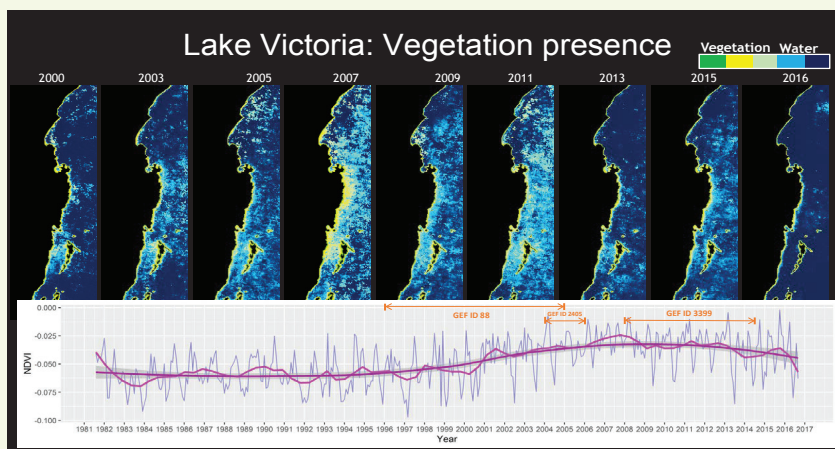 Lake Victoria: Vegetation presence
Vegetation Water
2000 2003 2005 2007 2009 2011 2013 2015 2016
0.000
-0.025
-0.050
-0.075
-0.100
NDVI
GEF ID 88
GEF ID 2405
GEF ID 3399
1981 1982 1983 1984 1985 1986 1987 1988 1989 1990 1991 1992 1993 1994 1995 1996 1997 1998 1999 2000 2001 2002 2003 2004 2005 2006 2007 2008 2009 2010 2011 2012 2013 2014 2015 2016 2017
Year